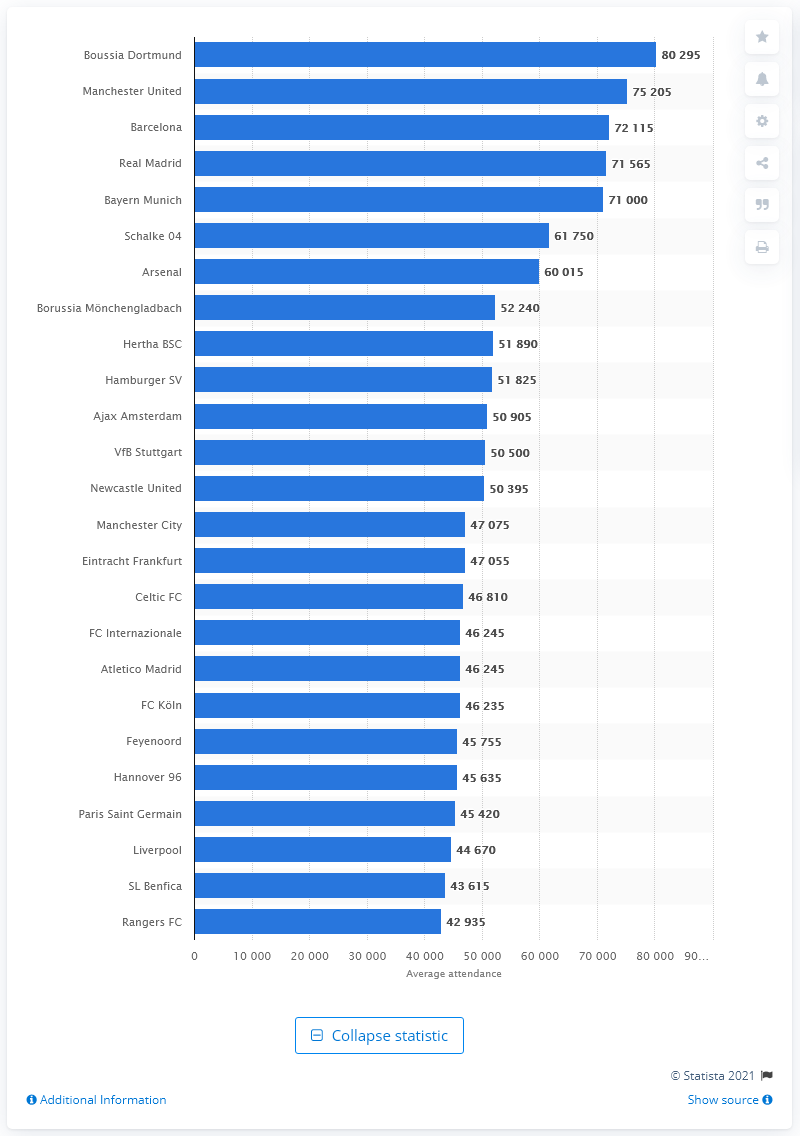 Boussia Dortmund 80 295
Manchester United 75 205
Barcelona 72 115
Real Madrid 71 565
Bayern Munich 71 000
Schalke 04 61 750
Arsenal 60 015
Borussia Mönchengladbach 52 240
Hertha BSC 51 890
Hamburger SV 51 825
Ajax Amsterdam 50 905
VfB Stuttgart 50 500
Newcastle United 50 395
Manchester City 47 075
Eintracht Frankfurt 47 055
Celtic FC 46 810
FC Internazionale 46 245
Atletico Madrid 46 245
FC Köln 46 235
Feyenoord 45 755
Hannover 96 45 635
Paris Saint Germain 45 420
Liverpool 44 670
SL Benfica 43 615
Rangers FC 42 935
0 10 000 20 000 30 000 40 000 50 000 60 000 70 000 80 000 90…
Average attendance
Collapse statistic
© Statista 2021
Additional Information Show source